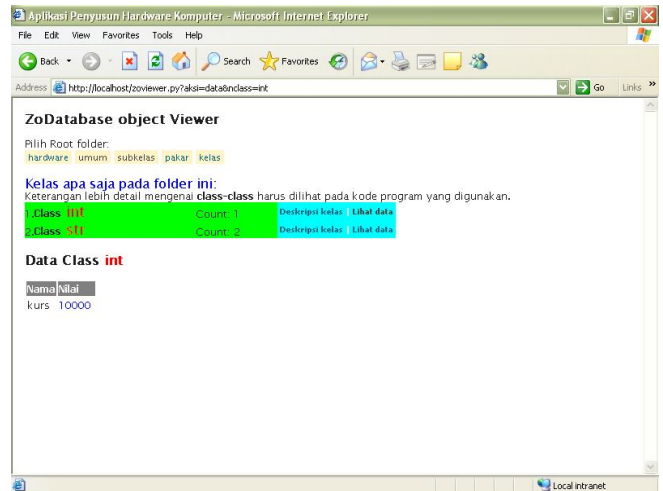 Aplikasi Penyusun Hardware Komputer - Microsoft Internet Explorer
File Edit View Favorites Tools Help
Back Search Favorites
Address http://localhost/zoviewer.py?aksi=data&nclass=int Go Links »
ZoDatabase object Viewer
Pilih Root folder:
hardware umum subkelas pakar kelas
Kelas apa saja pada folder ini:
Keterangan lebih detail mengenai class-class harus dilihat pada kode program yang digunakan.
1.Class int Count: 1 Deskripsi kelas | Lihat data
2.Class str Count: 2 Deskripsi kelas | Lihat data
Data Class int
Nama Nilai
kurs 10000
Local intranet